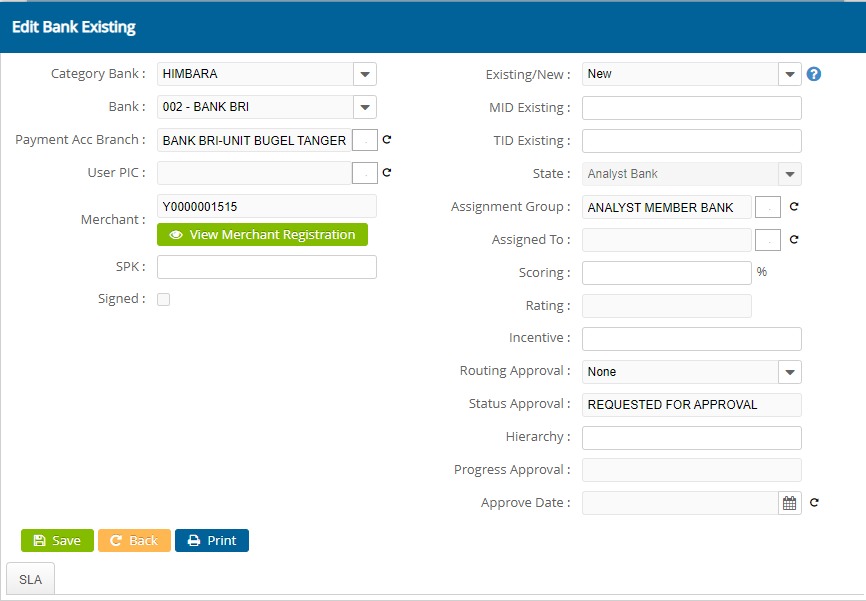 Edit Bank Existing
Category Bank : HIMBARA
Bank : 002 - BANK BRI
Payment Acc Branch : BANK BRI-UNIT BUGEL TANGER
User PIC :
Merchant : Y0000001515
View Merchant Registration
SPK :
Signed :
Existing/New : New
MID Existing :
TID Existing :
State : Analyst Bank
Assignment Group : ANALYST MEMBER BANK
Assigned To :
Scoring : %
Rating :
Incentive :
Routing Approval : None
Status Approval : REQUESTED FOR APPROVAL
Hierarchy :
Progress Approval :
Approve Date :
Save Back Print
SLA